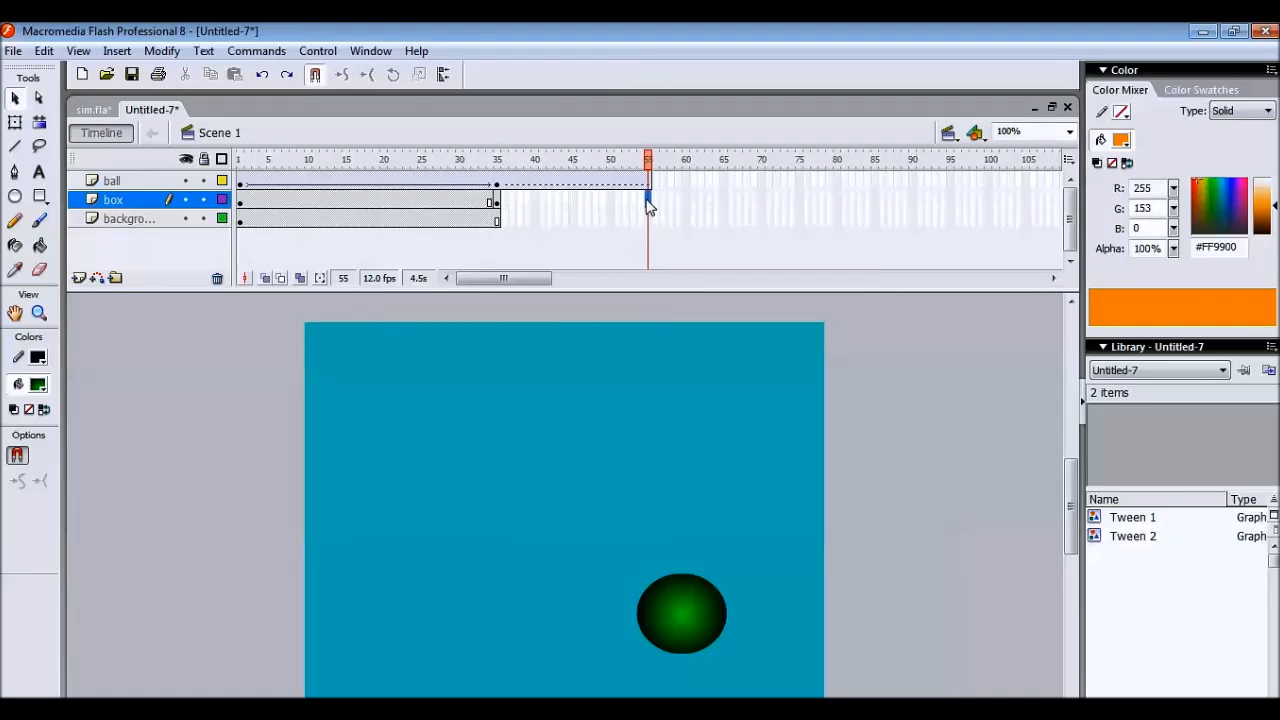 Macromedia Flash Professional 8 - [Untitled-7*]
File Edit View Insert Modify Text Commands Control Window Help
Tools
sim.fla* Untitled-7*
Timeline Scene 1 100%
1 5 10 15 20 25 30 35 40 45 50 55 60 65 70 75 80 85 90 95 100 105
ball
box
backgro...
55 12.0 fps 4.5s
View
Colors
Options
Color
Color Mixer Color Swatches
Type: Solid
R: 255
G: 153
B: 0
Alpha: 100% #FF9900
Library - Untitled-7
Untitled-7
2 items
Name Type
Tween 1 Graph
Tween 2 Graph